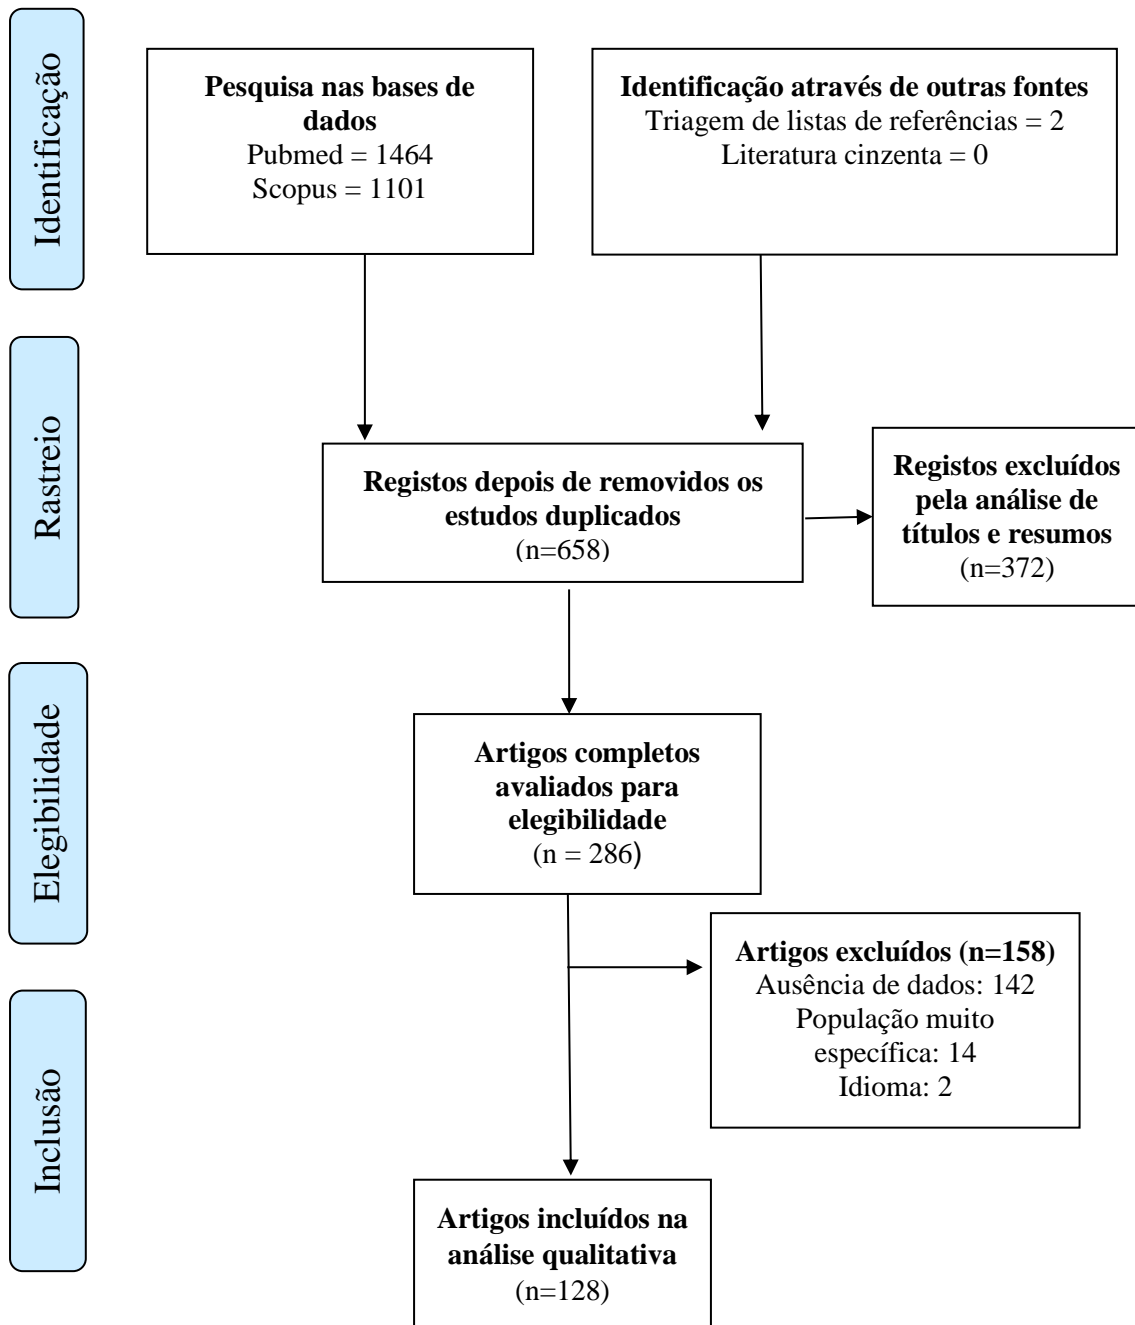 Identificação
Pesquisa nas bases de
dados
Pubmed = 1464
Scopus = 1101
Identificação através de outras fontes
Triagem de listas de referências = 2
Literatura cinzenta = 0
Rastreio
Registos depois de removidos os
estudos duplicados
(n=658)
Registos excluídos
pela análise de
títulos e resumos
(n=372)
Elegibilidade
Artigos completos
avaliados para
elegibilidade
(n = 286)
Artigos excluídos (n=158)
Ausência de dados: 142
População muito
específica: 14
Idioma: 2
Inclusão
Artigos incluídos na
análise qualitativa
(n=128)